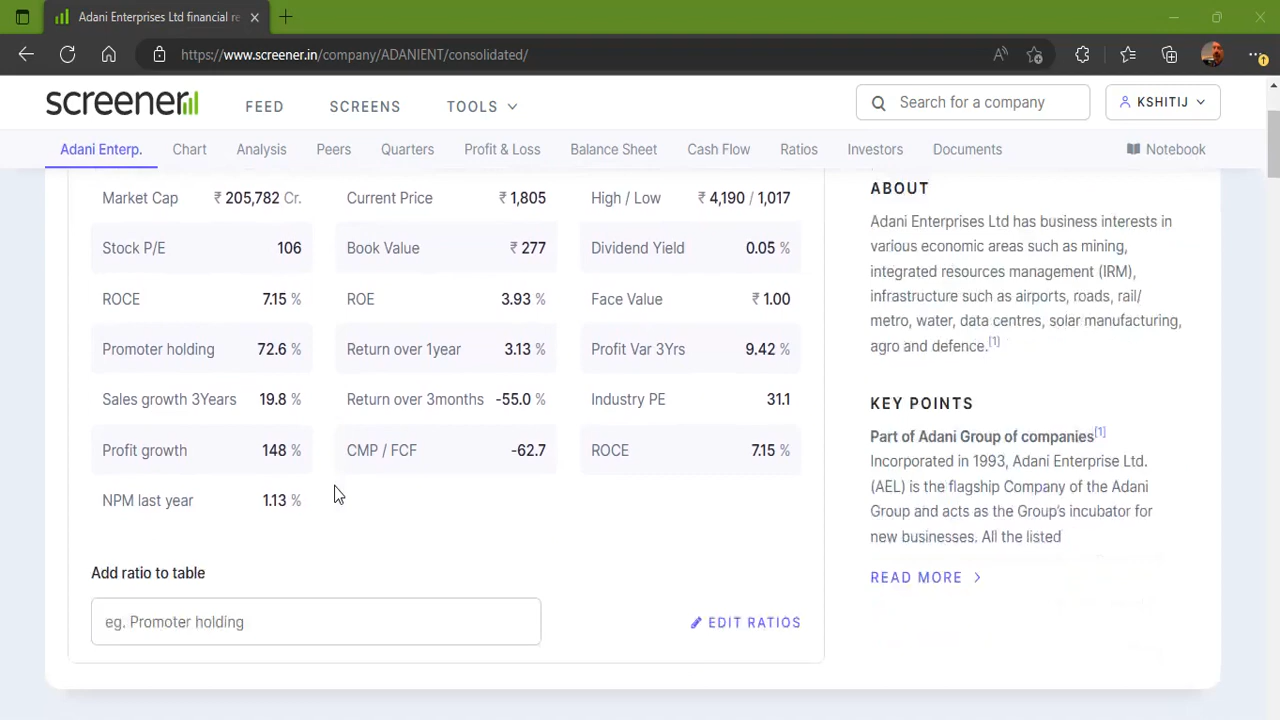 Adani Enterprises Ltd financial re
https://www.screener.in/company/ADANIENT/consolidated/
screener
FEED
SCREENS
TOOLS
Search for a company
KSHITIJ
Adani Enterp.
Chart
Analysis
Peers
Quarters
Profit & Loss
Balance Sheet
Cash Flow
Ratios
Investors
Documents
Notebook
Market Cap ₹ 205,782 Cr.
Current Price ₹ 1,805
High / Low ₹ 4,190 / 1,017
Stock P/E 106
Book Value ₹ 277
Dividend Yield 0.05 %
ROCE 7.15 %
ROE 3.93 %
Face Value ₹ 1.00
Promoter holding 72.6 %
Return over 1year 3.13 %
Profit Var 3Yrs 9.42 %
Sales growth 3Years 19.8 %
Return over 3months -55.0 %
Industry PE 31.1
Profit growth 148 %
CMP / FCF -62.7
ROCE 7.15 %
NPM last year 1.13 %
Add ratio to table
eg. Promoter holding
EDIT RATIOS
ABOUT
Adani Enterprises Ltd has business interests in
various economic areas such as mining,
integrated resources management (IRM),
infrastructure such as airports, roads, rail/
metro, water, data centres, solar manufacturing,
agro and defence.[1]
KEY POINTS
Part of Adani Group of companies[1]
Incorporated in 1993, Adani Enterprise Ltd.
(AEL) is the flagship Company of the Adani
Group and acts as the Group's incubator for
new businesses. All the listed
READ MORE